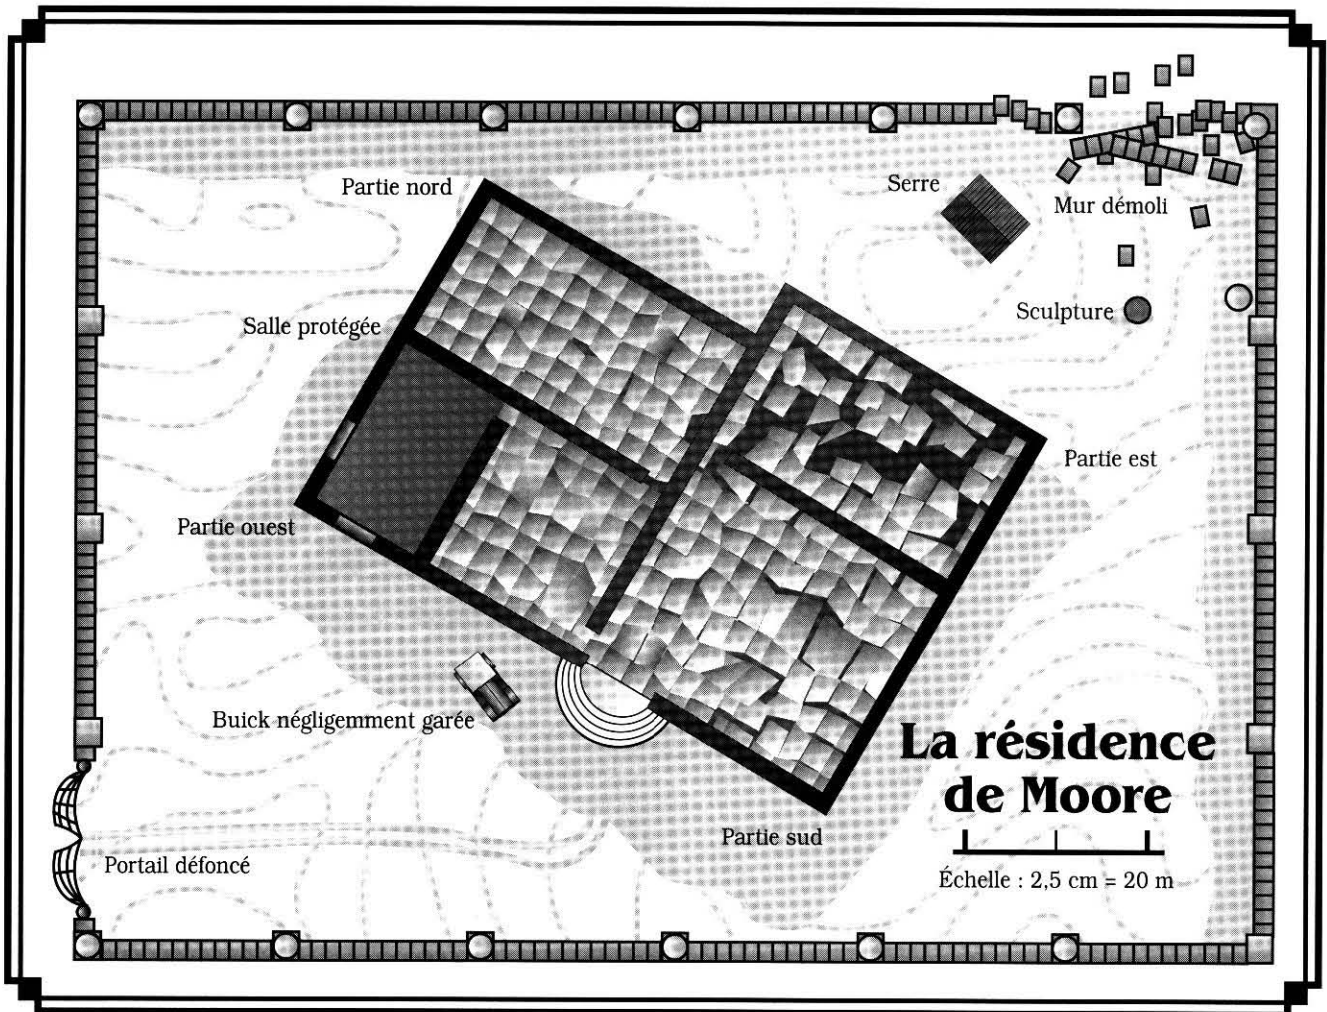 Partie nord
Serre
Mur démoli
Salle protégée
Sculpture
Partie est
Partie ouest
Buick négligemment garée
La résidence
de Moore
Partie sud
Portail défoncé
Échelle : 2,5 cm = 20 m